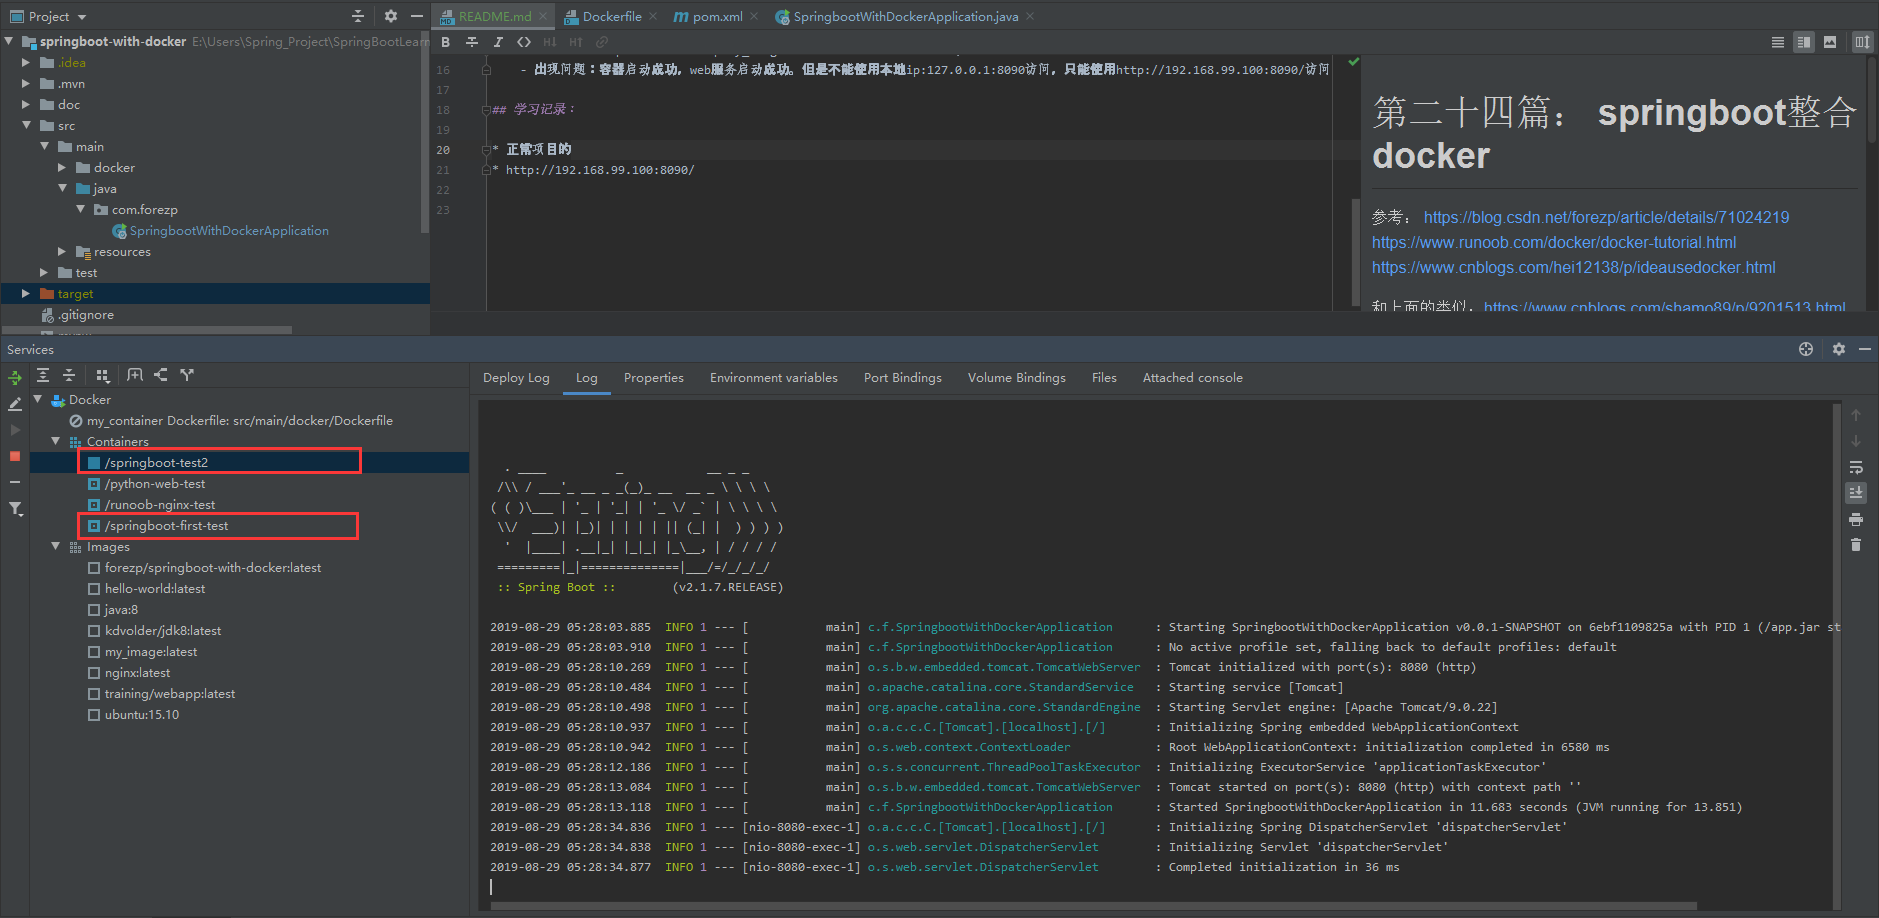 Project
README.md
Dockerfile
pom.xml
SpringbootWithDockerApplication.java
springboot-with-docker E:\Users\Spring_Project\SpringBootLearn
.idea
.mvn
doc
src
main
docker
java
com.forezp
SpringbootWithDockerApplication
resources
test
target
.gitignore
B I <> H↓ H↑
16 - 出现问题：容器启动成功，web服务启动成功。但是不能使用本地ip:127.0.0.1:8090访问，只能使用http://192.168.99.100:8090/访问
17
18 ## 学习记录：
19
20 * 正常项目的
21 * http://192.168.99.100:8090/
22
23
第二十四篇： springboot整合
docker
参考： https://blog.csdn.net/forezp/article/details/71024219
https://www.runoob.com/docker/docker-tutorial.html
https://www.cnblogs.com/hei12138/p/ideausedocker.html
和上面的类似：https://www.cnblogs.com/shamo89/p/9201513.html
Services
Docker
my_container Dockerfile: src/main/docker/Dockerfile
Containers
/springboot-test2
/python-web-test
/runoob-nginx-test
/springboot-first-test
Images
forezp/springboot-with-docker:latest
hello-world:latest
java:8
kdvolder/jdk8:latest
my_image:latest
nginx:latest
training/webapp:latest
ubuntu:15.10
Deploy Log Log Properties Environment variables Port Bindings Volume Bindings Files Attached console
:: Spring Boot :: (v2.1.7.RELEASE)
2019-08-29 05:28:03.885 INFO 1 --- [ main] c.f.SpringbootWithDockerApplication : Starting SpringbootWithDockerApplication v0.0.1-SNAPSHOT on 6ebf1109825a with PID 1 (/app.jar st
2019-08-29 05:28:03.910 INFO 1 --- [ main] c.f.SpringbootWithDockerApplication : No active profile set, falling back to default profiles: default
2019-08-29 05:28:10.269 INFO 1 --- [ main] o.s.b.w.embedded.tomcat.TomcatWebServer : Tomcat initialized with port(s): 8080 (http)
2019-08-29 05:28:10.484 INFO 1 --- [ main] o.apache.catalina.core.StandardService : Starting service [Tomcat]
2019-08-29 05:28:10.498 INFO 1 --- [ main] org.apache.catalina.core.StandardEngine : Starting Servlet engine: [Apache Tomcat/9.0.22]
2019-08-29 05:28:10.937 INFO 1 --- [ main] o.a.c.c.C.[Tomcat].[localhost].[/] : Initializing Spring embedded WebApplicationContext
2019-08-29 05:28:10.942 INFO 1 --- [ main] o.s.web.context.ContextLoader : Root WebApplicationContext: initialization completed in 6580 ms
2019-08-29 05:28:12.186 INFO 1 --- [ main] o.s.s.concurrent.ThreadPoolTaskExecutor : Initializing ExecutorService 'applicationTaskExecutor'
2019-08-29 05:28:13.084 INFO 1 --- [ main] o.s.b.w.embedded.tomcat.TomcatWebServer : Tomcat started on port(s): 8080 (http) with context path ''
2019-08-29 05:28:13.118 INFO 1 --- [ main] c.f.SpringbootWithDockerApplication : Started SpringbootWithDockerApplication in 11.683 seconds (JVM running for 13.851)
2019-08-29 05:28:34.836 INFO 1 --- [nio-8080-exec-1] o.a.c.c.C.[Tomcat].[localhost].[/] : Initializing Spring DispatcherServlet 'dispatcherServlet'
2019-08-29 05:28:34.838 INFO 1 --- [nio-8080-exec-1] o.s.web.servlet.DispatcherServlet : Initializing Servlet 'dispatcherServlet'
2019-08-29 05:28:34.877 INFO 1 --- [nio-8080-exec-1] o.s.web.servlet.DispatcherServlet : Completed initialization in 36 ms